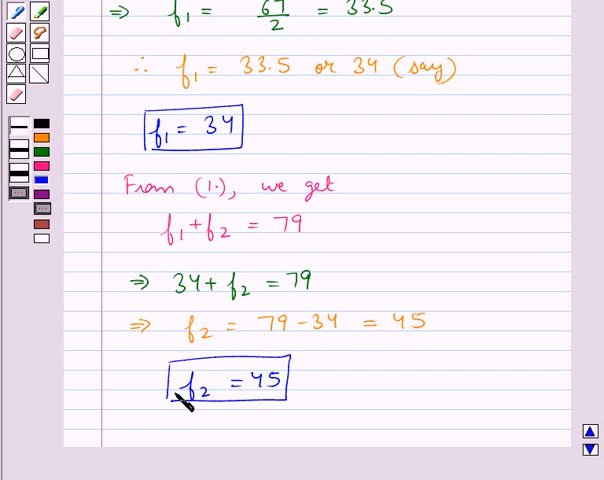 ⇒ f₁ = 67/2 = 33.5
∴ f₁ = 33.5 or 34 (say)
f₁ = 34
From (1.), we get
f₁ + f₂ = 79
⇒ 34 + f₂ = 79
⇒ f₂ = 79 - 34 = 45
f₂ = 45